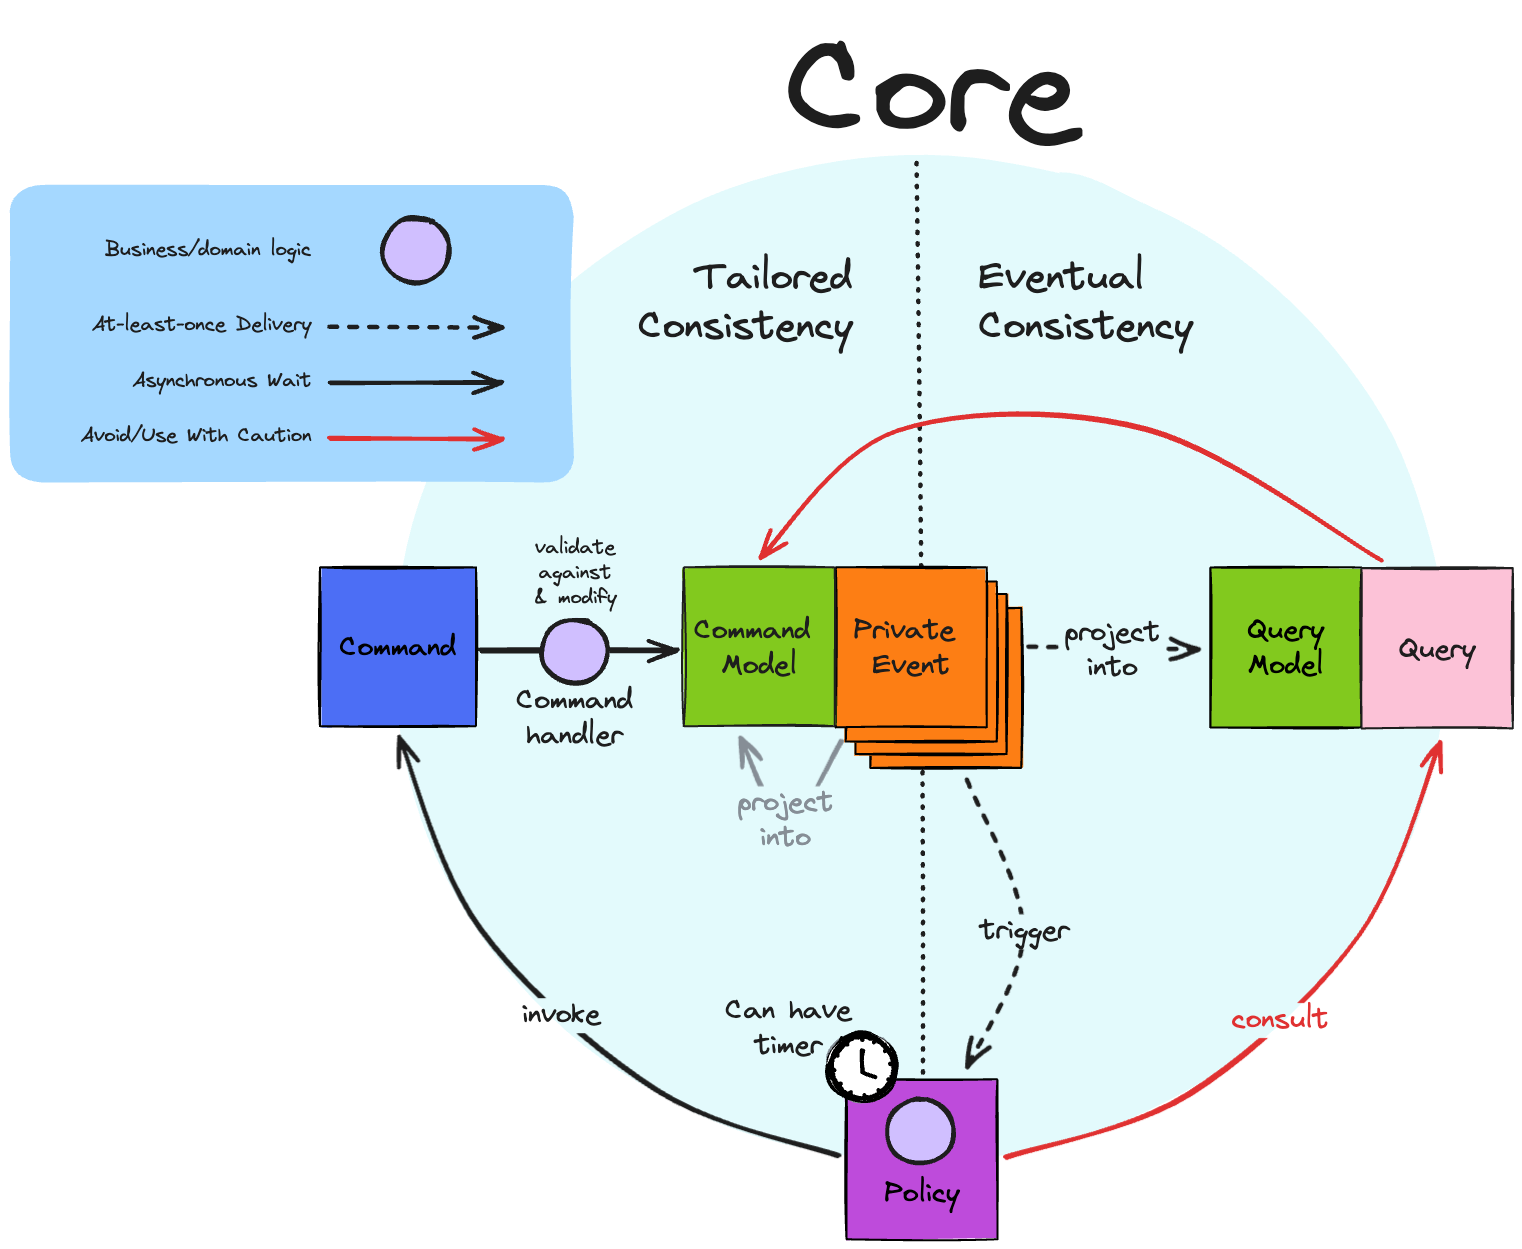 Core
Business/domain logic
At-least-once Delivery
Asynchronous Wait
Avoid/Use With Caution
Tailored
Consistency
Eventual
Consistency
validate
against
& modify
Command
Command
handler
Command
Model
Private
Event
project
into
Query
Model
Query
project
into
trigger
Can have
timer
invoke
consult
Policy